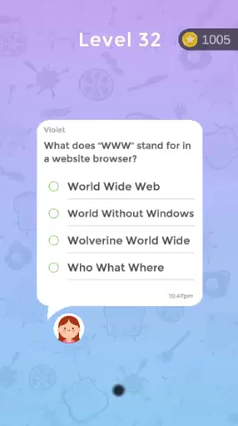 Level 32
1005
Violet
What does "WWW" stand for in
a website browser?
World Wide Web
World Without Windows
Wolverine World Wide
Who What Where
10:47pm